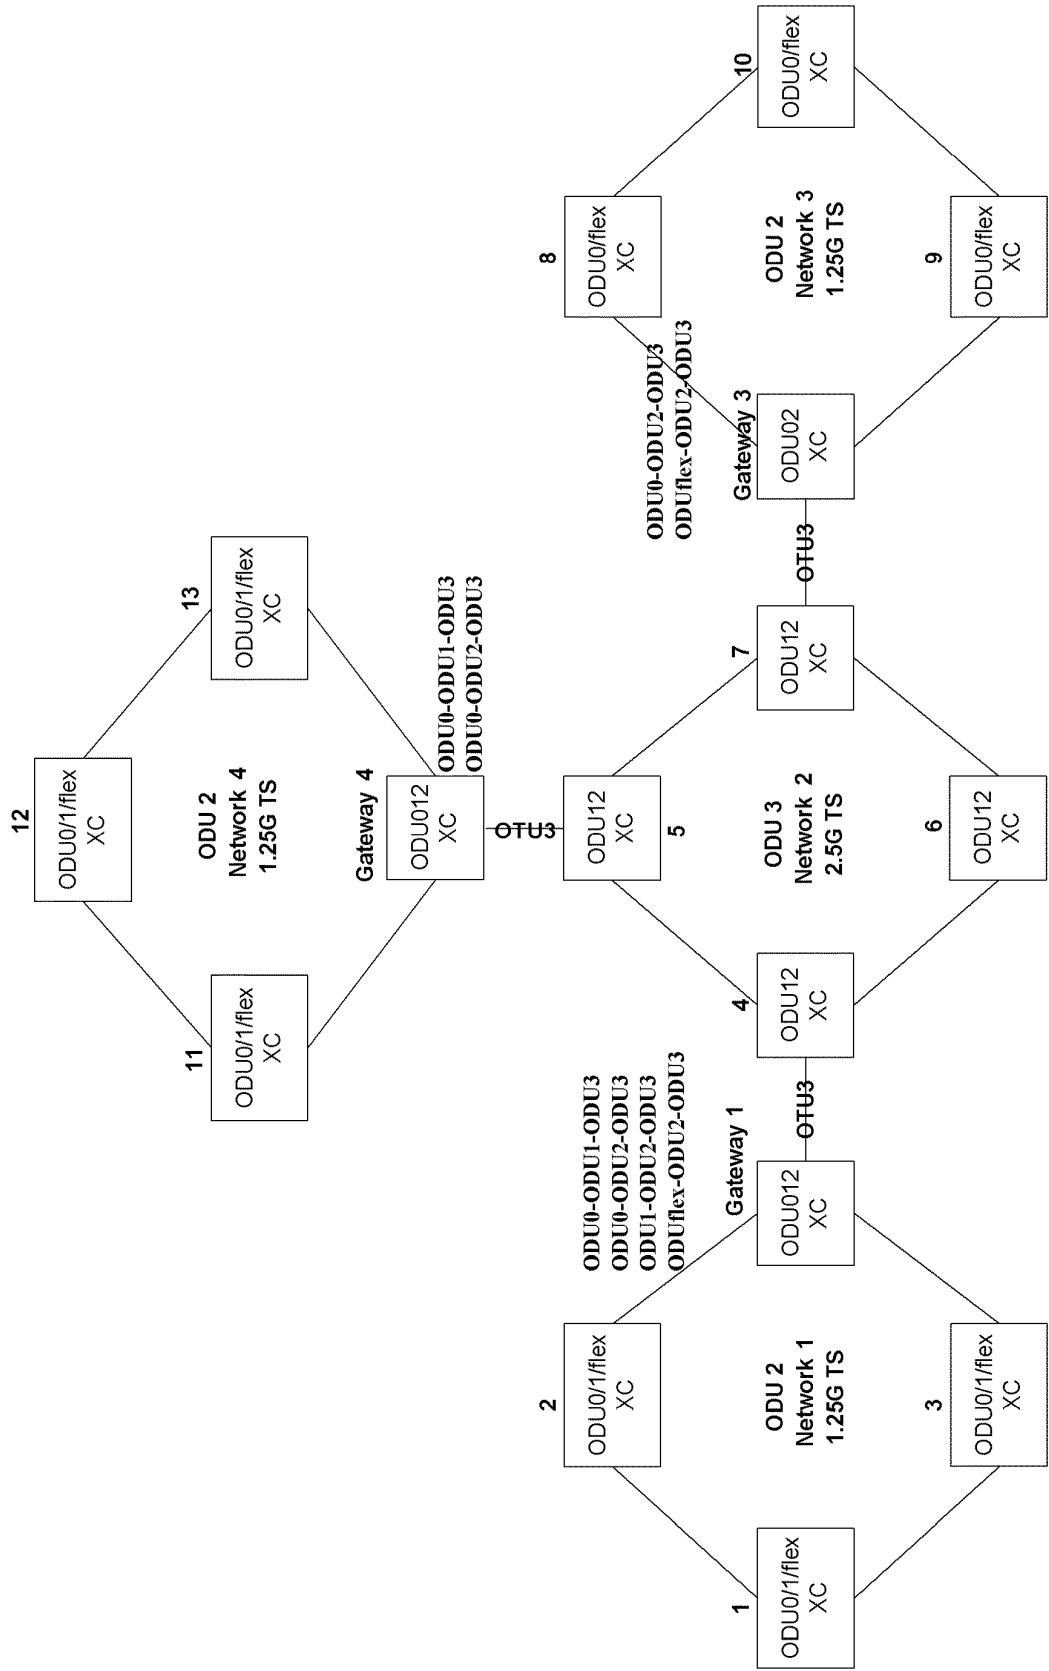 12
ODU0/1/flex
XC
11
ODU0/1/flex
XC
ODU 2
Network 4
1.25G TS
13
ODU0/1/flex
XC
Gateway 4
ODU012
XC
ODU0-ODU1-ODU3
ODU0-ODU2-ODU3
OTU3
2
ODU0/1/flex
XC
1
ODU0/1/flex
XC
ODU 2
Network 1
1.25G TS
3
ODU0/1/flex
XC
ODU0-ODU1-ODU3
ODU0-ODU2-ODU3
ODU1-ODU2-ODU3
ODUflex-ODU2-ODU3
Gateway 1
ODU012
XC
OTU3
4
ODU12
XC
ODU12
XC
5
ODU 3
Network 2
2.5G TS
6
ODU12
XC
7
ODU12
XC
OTU3
ODU0-ODU2-ODU3
ODUflex-ODU2-ODU3
Gateway 3
ODU02
XC
8
ODU0/flex
XC
ODU 2
Network 3
1.25G TS
9
ODU0/flex
XC
10
ODU0/flex
XC